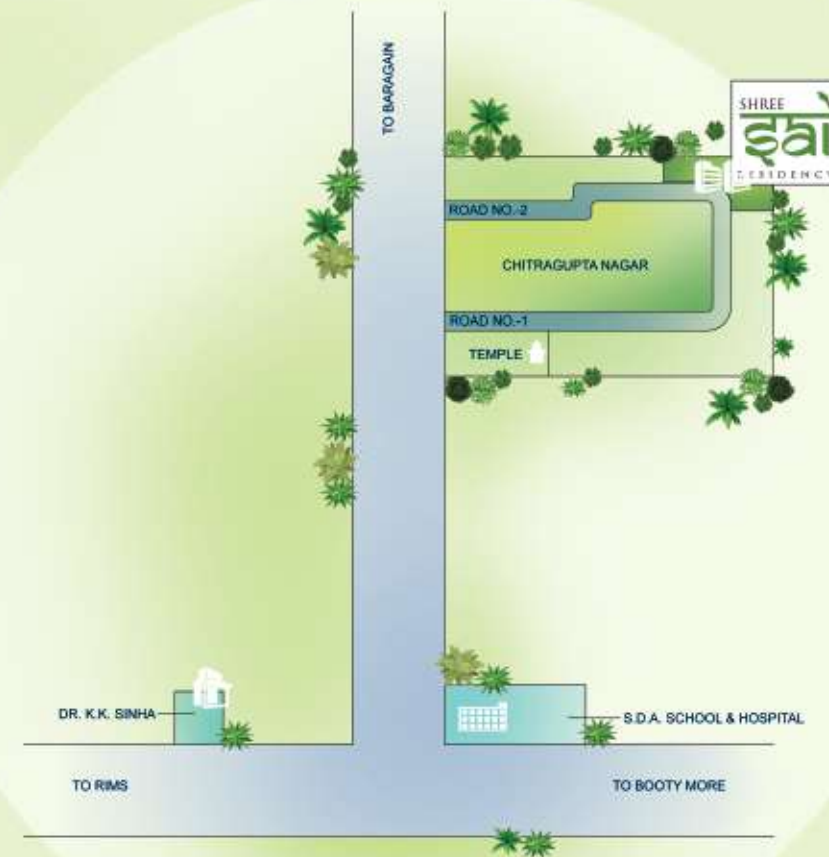 TO BARAGAIN
SHREE
RESIDENCY
ROAD NO.-2
CHITRAGUPTA NAGAR
ROAD NO.-1
TEMPLE
DR. K.K. SINHA
S.D.A. SCHOOL & HOSPITAL
TO RIMS
TO BOOTY MORE